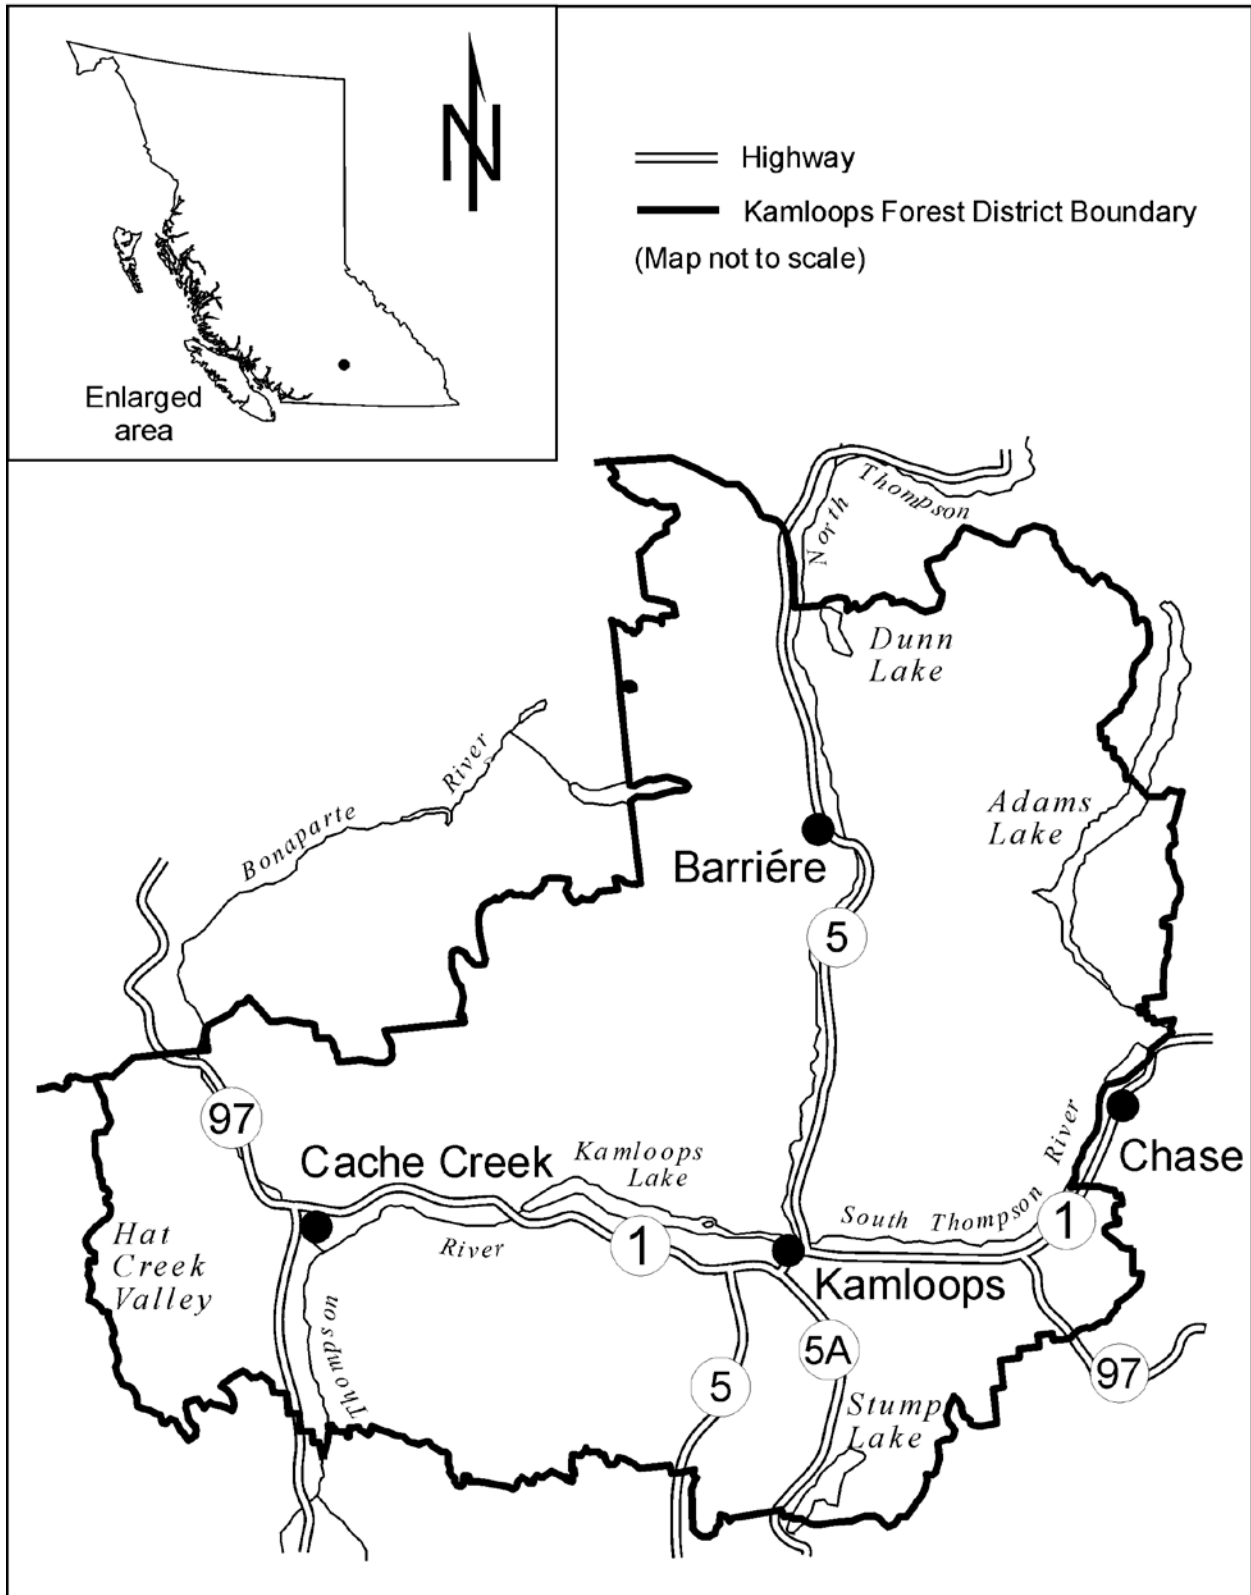 N
Enlarged
area
Highway
Kamloops Forest District Boundary
(Map not to scale)
North
Thompson
Dunn
Lake
Bonaparte
River
Adams
Lake
Barriére
5
97
Cache Creek
Kamloops
Lake
River
Chase
Hat
Creek
Valley
River
1
South Thompson
1
Kamloops
Thompson
5
5A
97
Stump
Lake